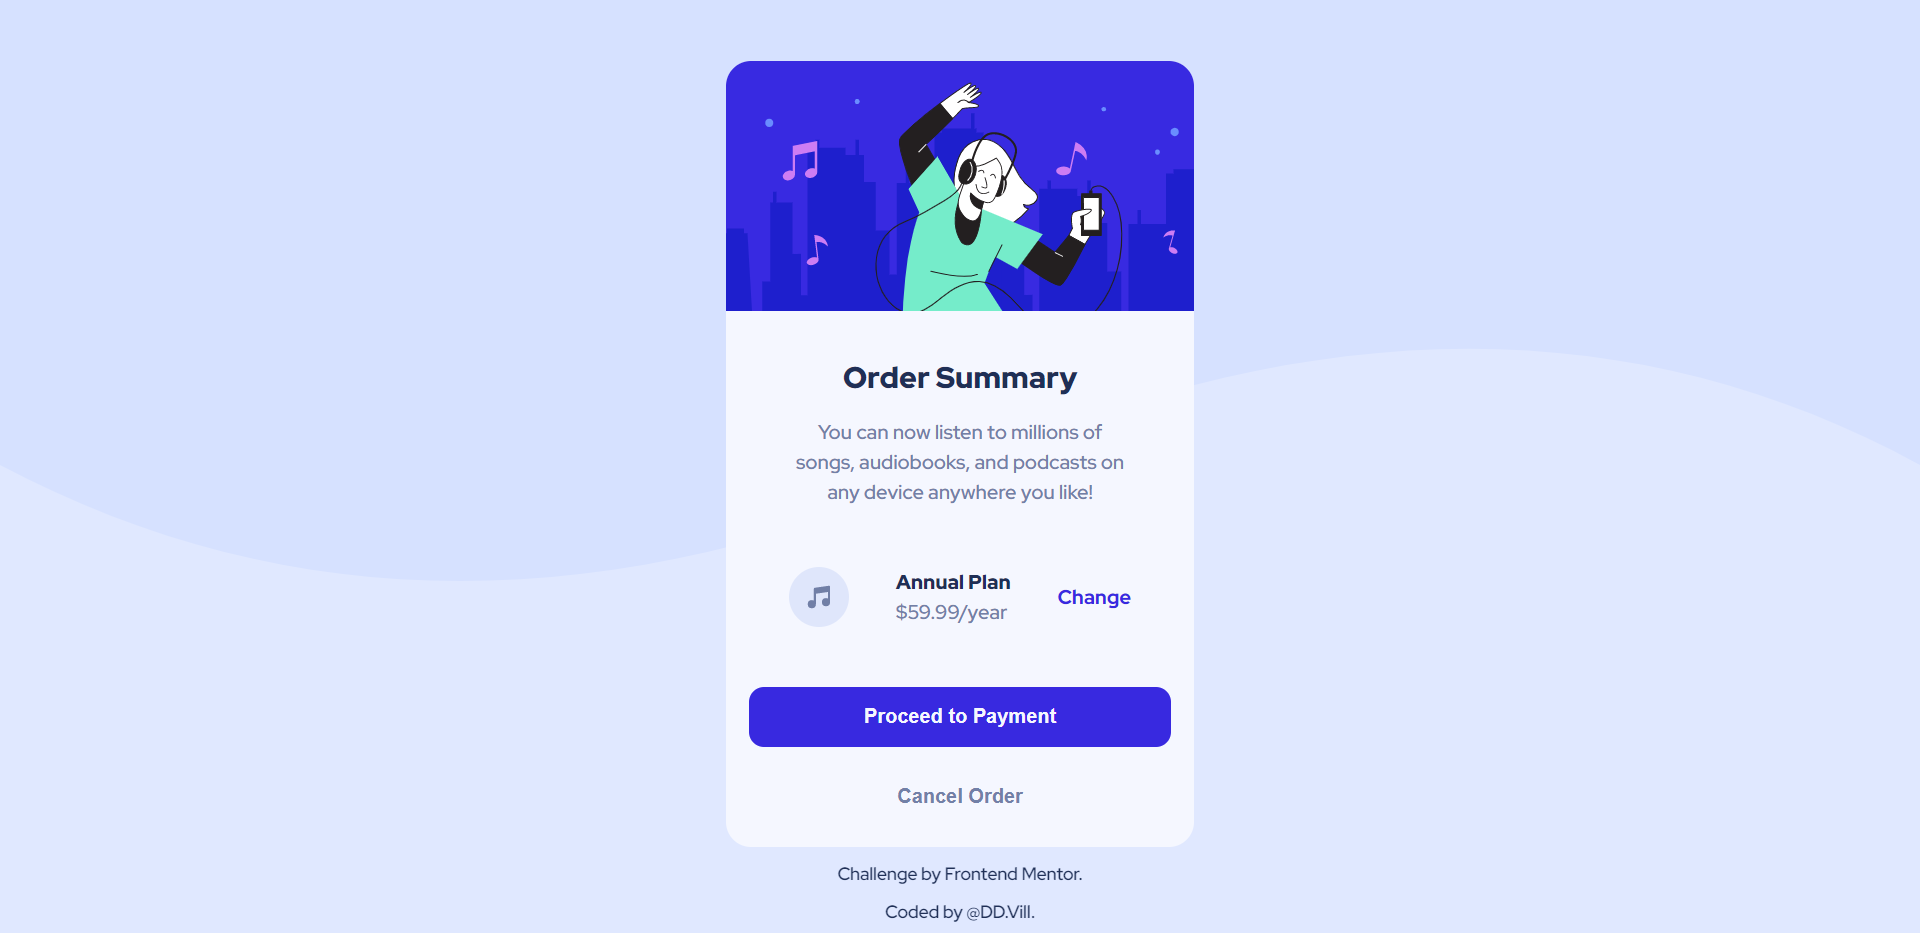 Order Summary
You can now listen to millions of
songs, audiobooks, and podcasts on
any device anywhere you like!
Annual Plan
$59.99/year
Change
Proceed to Payment
Cancel Order
Challenge by Frontend Mentor.
Coded by @DD.Vill.